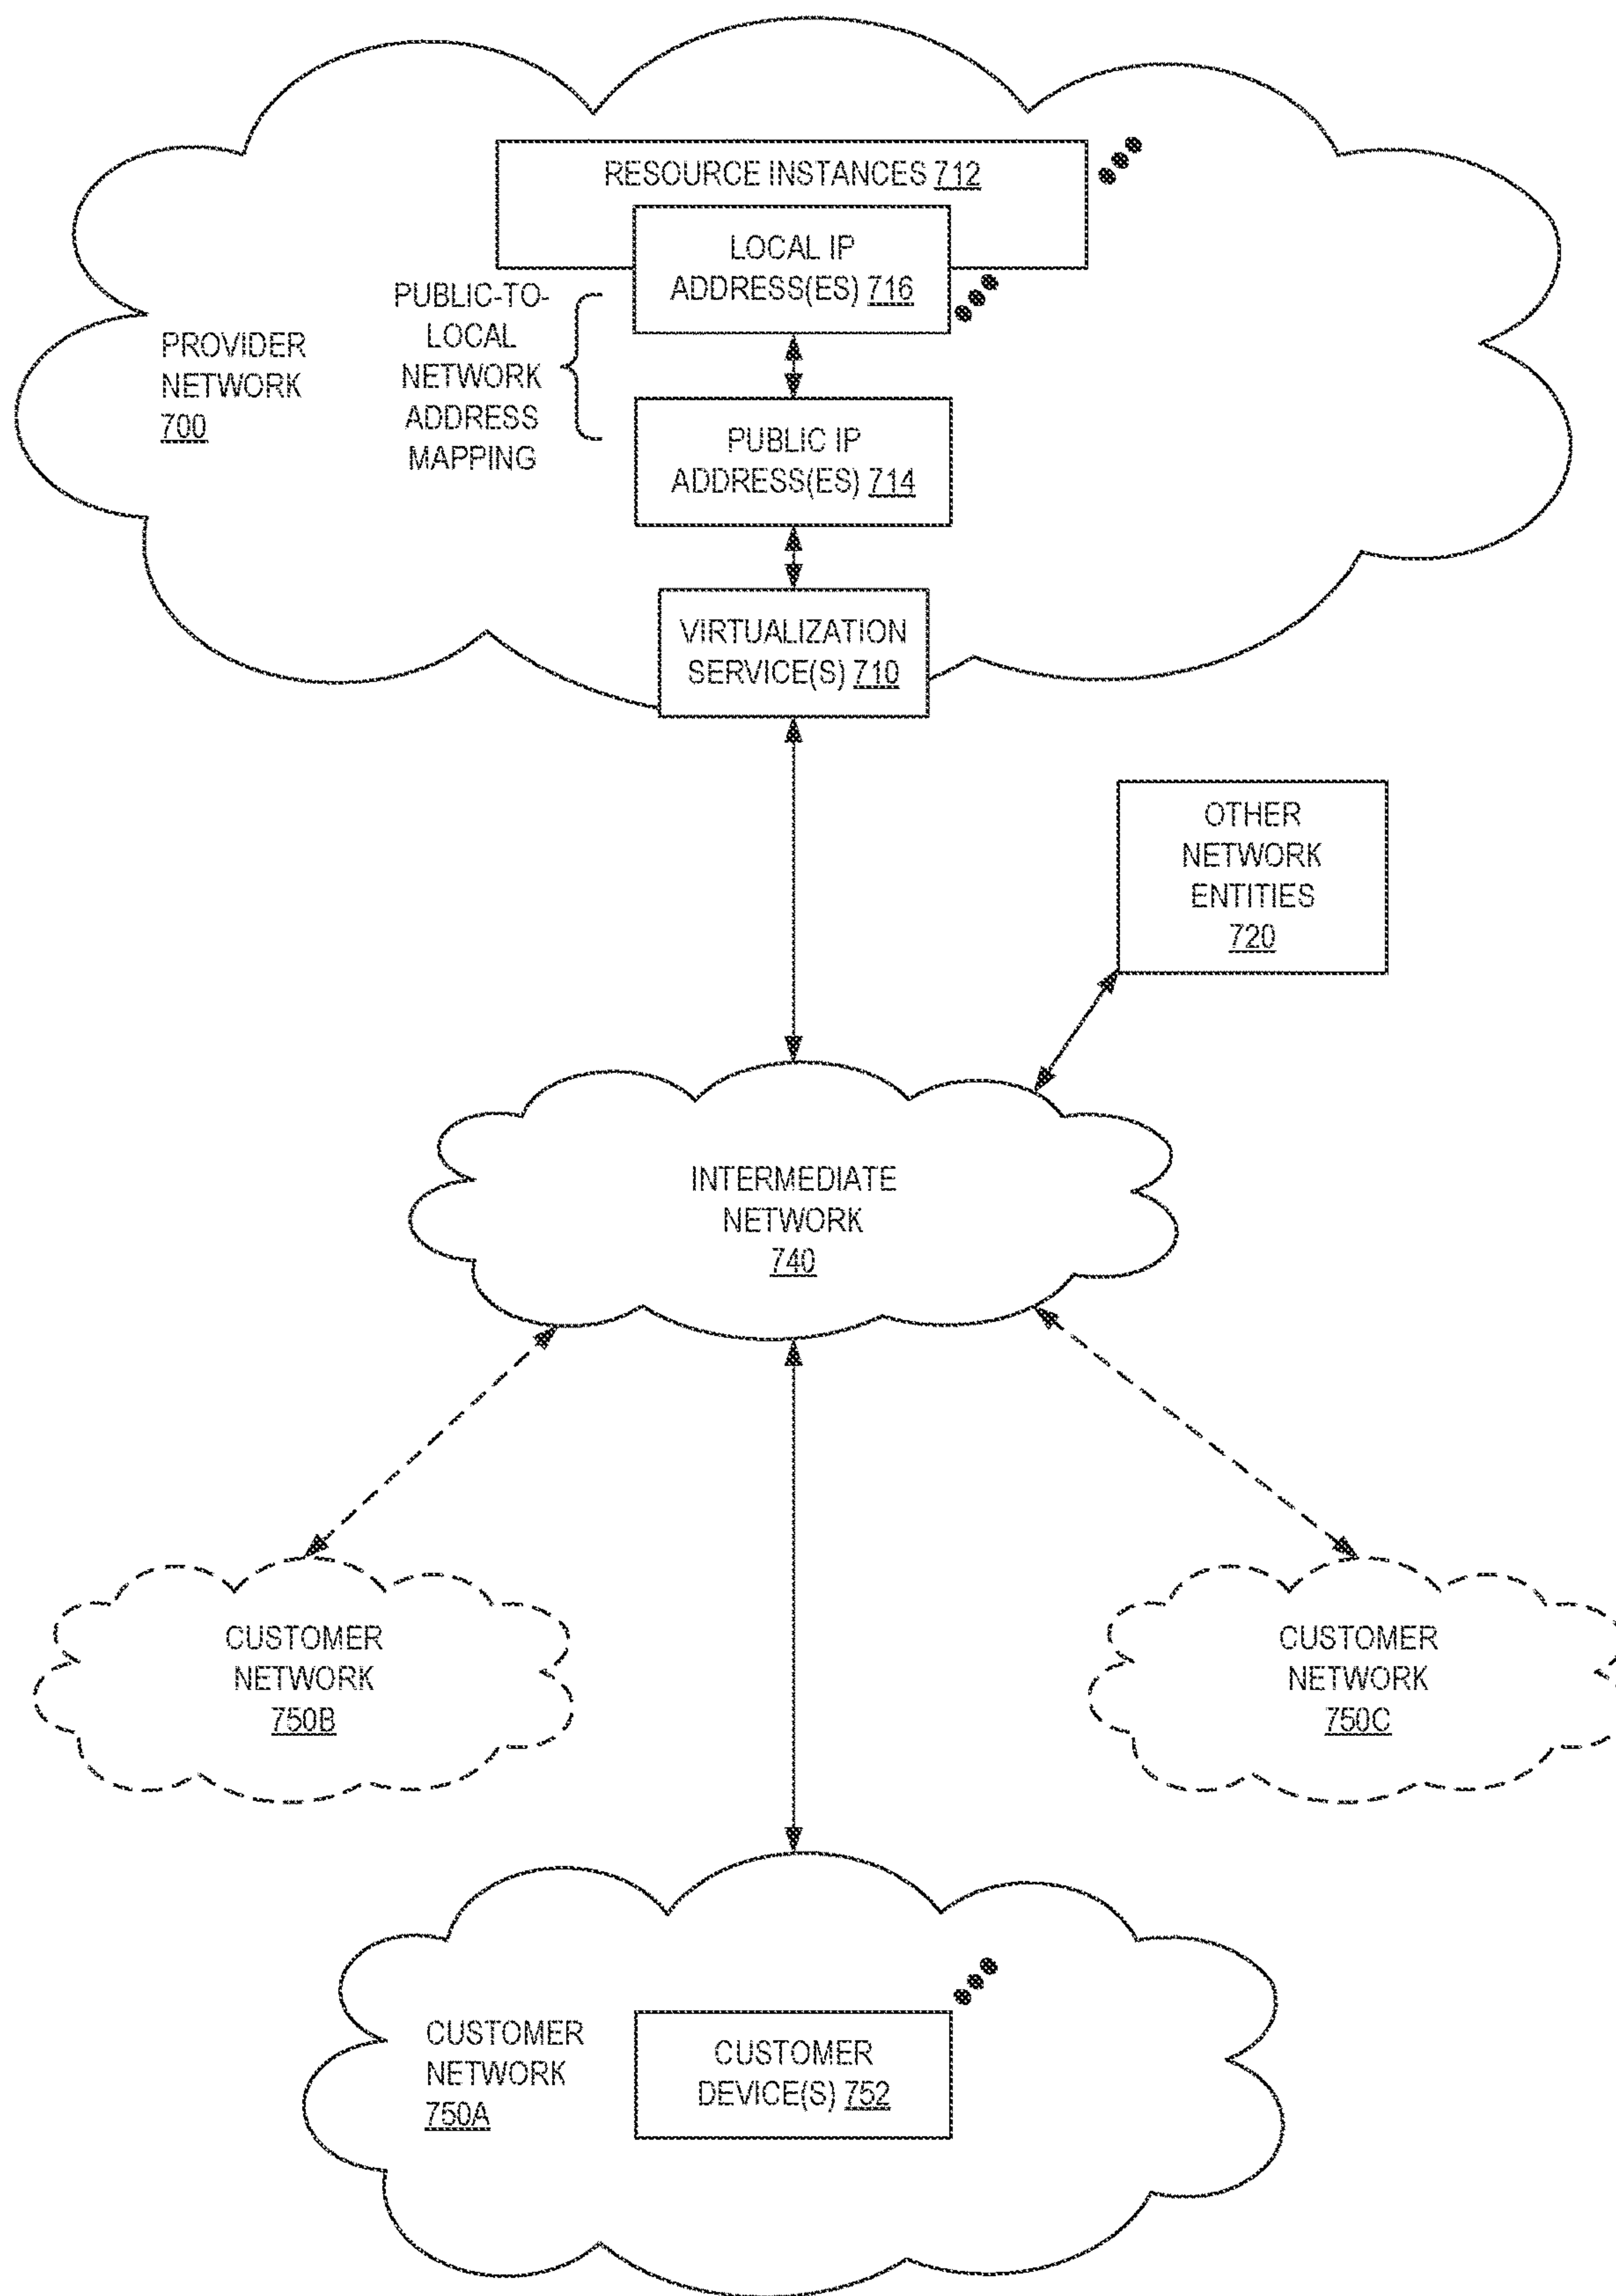 RESOURCE INSTANCES 712
LOCAL IP
ADDRESS(ES) 716
PUBLIC-TO-
LOCAL
NETWORK
ADDRESS
MAPPING
PROVIDER
NETWORK
700
PUBLIC IP
ADDRESS(ES) 714
VIRTUALIZATION
SERVICE(S) 710
OTHER
NETWORK
ENTITIES
720
INTERMEDIATE
NETWORK
740
CUSTOMER
NETWORK
750B
CUSTOMER
NETWORK
750C
CUSTOMER
NETWORK
750A
CUSTOMER
DEVICE(S) 752